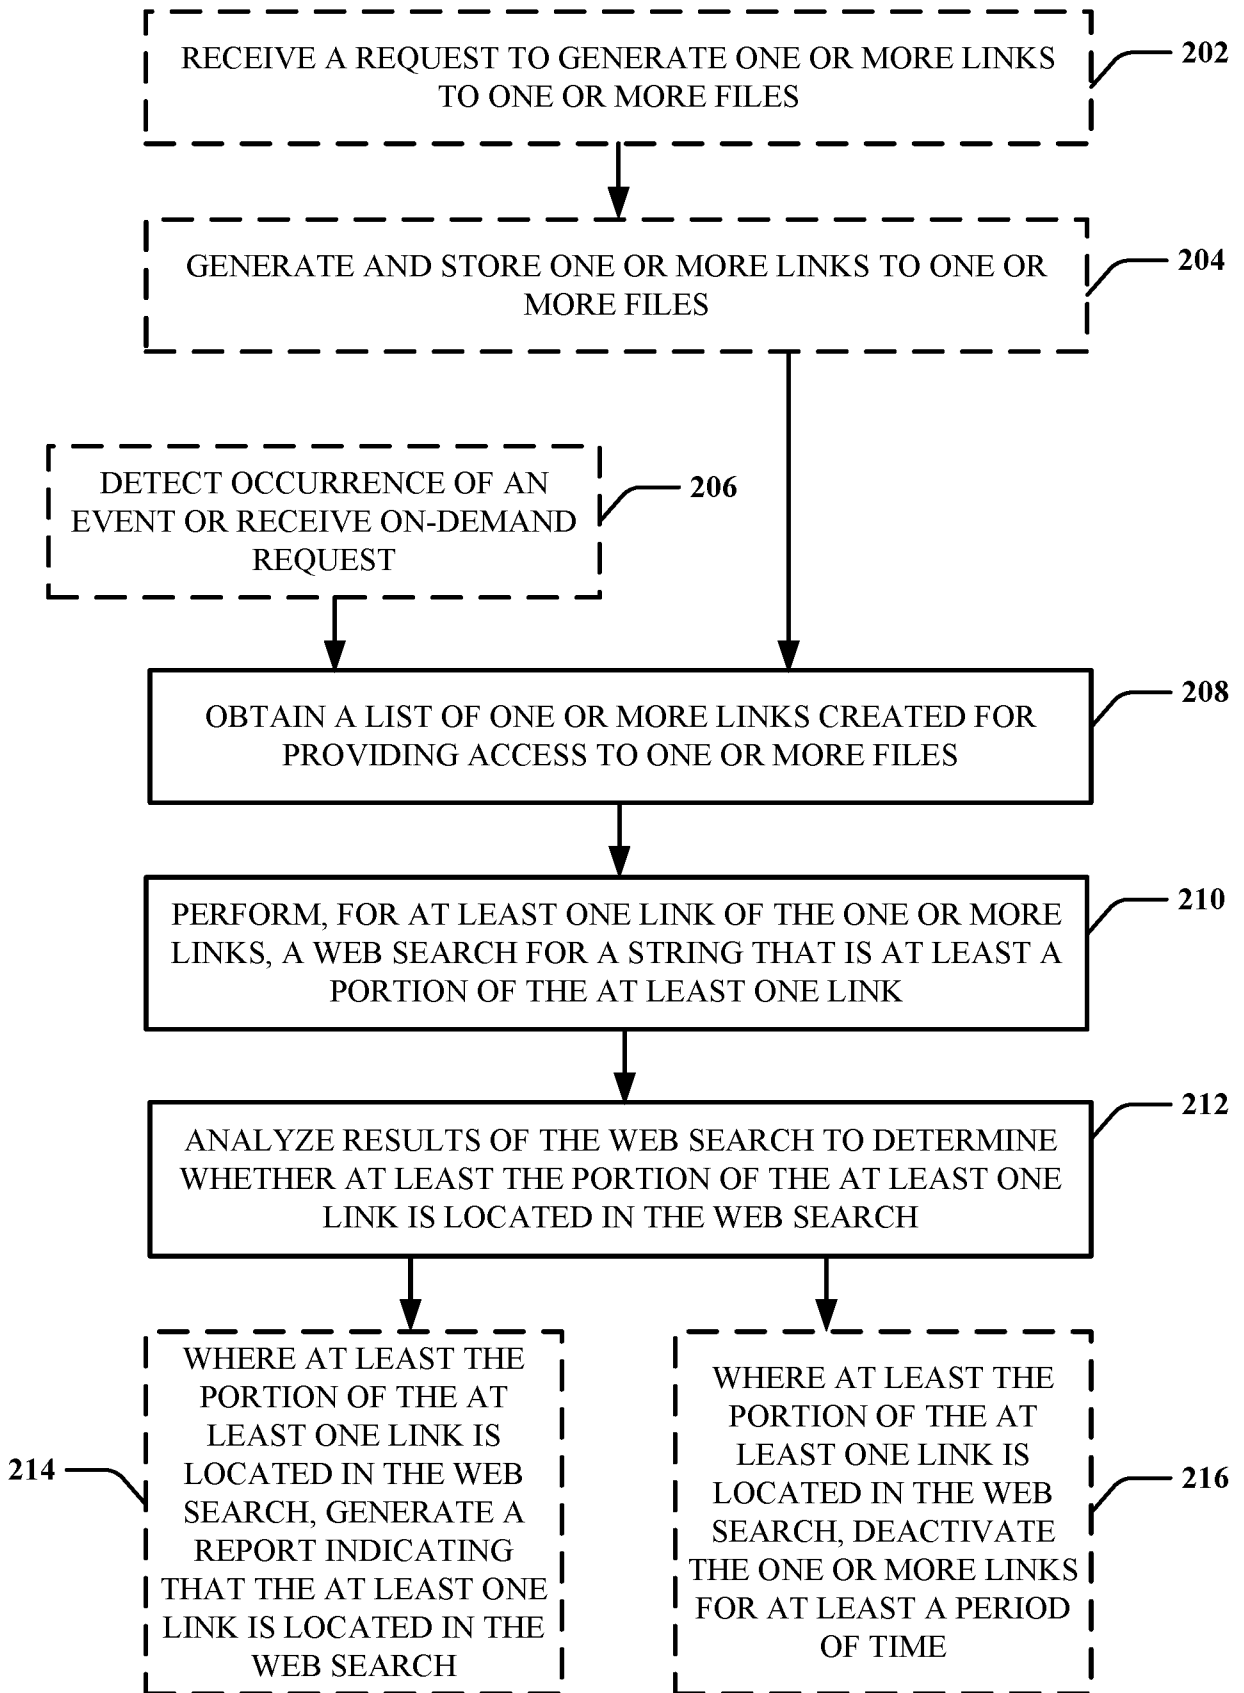 RECEIVE A REQUEST TO GENERATE ONE OR MORE LINKS
TO ONE OR MORE FILES
202
GENERATE AND STORE ONE OR MORE LINKS TO ONE OR
MORE FILES
204
DETECT OCCURRENCE OF AN
EVENT OR RECEIVE ON-DEMAND
REQUEST
206
OBTAIN A LIST OF ONE OR MORE LINKS CREATED FOR
PROVIDING ACCESS TO ONE OR MORE FILES
208
PERFORM, FOR AT LEAST ONE LINK OF THE ONE OR MORE
LINKS, A WEB SEARCH FOR A STRING THAT IS AT LEAST A
PORTION OF THE AT LEAST ONE LINK
210
ANALYZE RESULTS OF THE WEB SEARCH TO DETERMINE
WHETHER AT LEAST THE PORTION OF THE AT LEAST ONE
LINK IS LOCATED IN THE WEB SEARCH
212
WHERE AT LEAST THE
PORTION OF THE AT
LEAST ONE LINK IS
LOCATED IN THE WEB
SEARCH, GENERATE A
REPORT INDICATING
THAT THE AT LEAST ONE
LINK IS LOCATED IN THE
WEB SEARCH
214
WHERE AT LEAST THE
PORTION OF THE AT
LEAST ONE LINK IS
LOCATED IN THE WEB
SEARCH, DEACTIVATE
THE ONE OR MORE LINKS
FOR AT LEAST A PERIOD
OF TIME
216